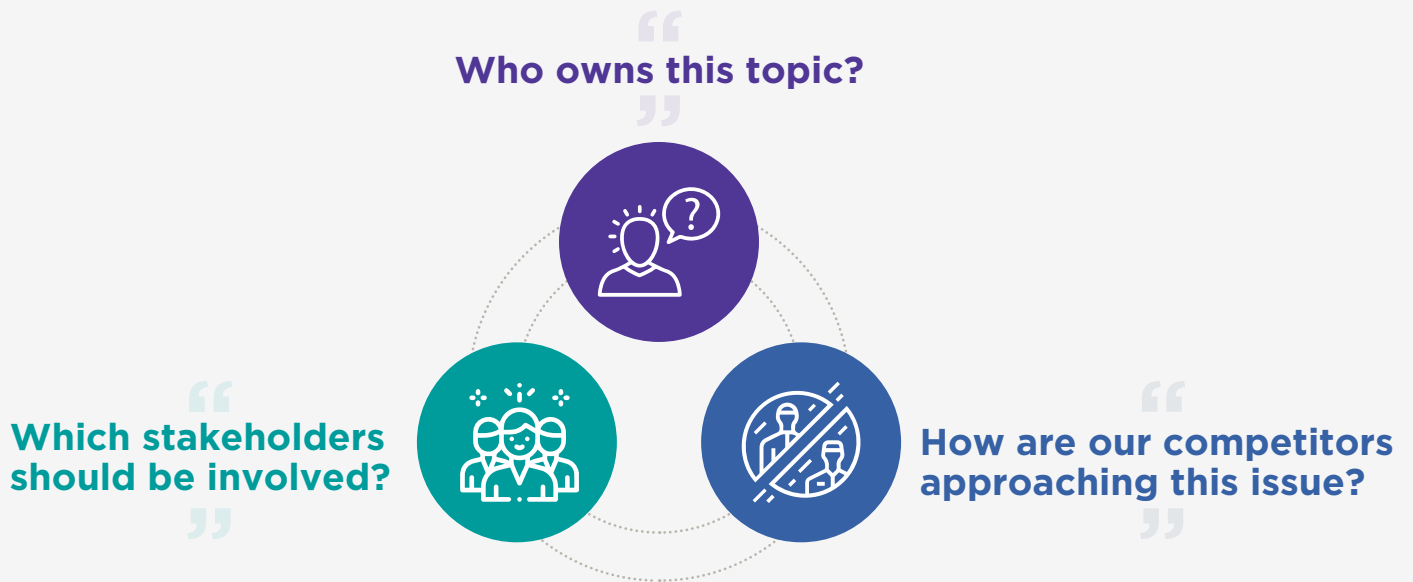 Who owns this topic?
Which stakeholders
should be involved?
How are our competitors
approaching this issue?